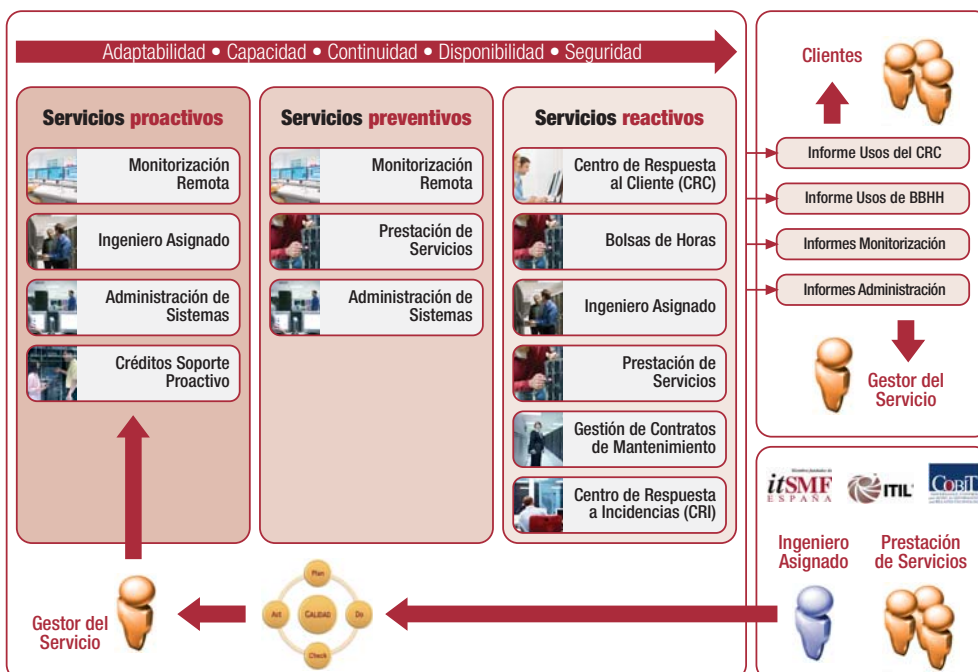 Adaptabilidad • Capacidad • Continuidad • Disponibilidad • Seguridad
Servicios proactivos
Monitorización
Remota
Ingeniero Asignado
Administración de
Sistemas
Créditos Soporte
Proactivo
Servicios preventivos
Monitorización
Remota
Prestación de
Servicios
Administración de
Sistemas
Servicios reactivos
Centro de Respuesta
al Cliente (CRC)
Bolsas de Horas
Ingeniero Asignado
Prestación de
Servicios
Gestión de Contratos
de Mantenimiento
Centro de Respuesta
a Incidencias (CRI)
Clientes
Informe Usos del CRC
Informe Usos de BBHH
Informes Monitorización
Informes Administración
Gestor del
Servicio
itSMF
ESPAÑA
ITIL
COBIT
Ingeniero
Asignado
Prestación
de Servicios
Gestor del
Servicio
Plan
Act
CALIDAD
Do
Check